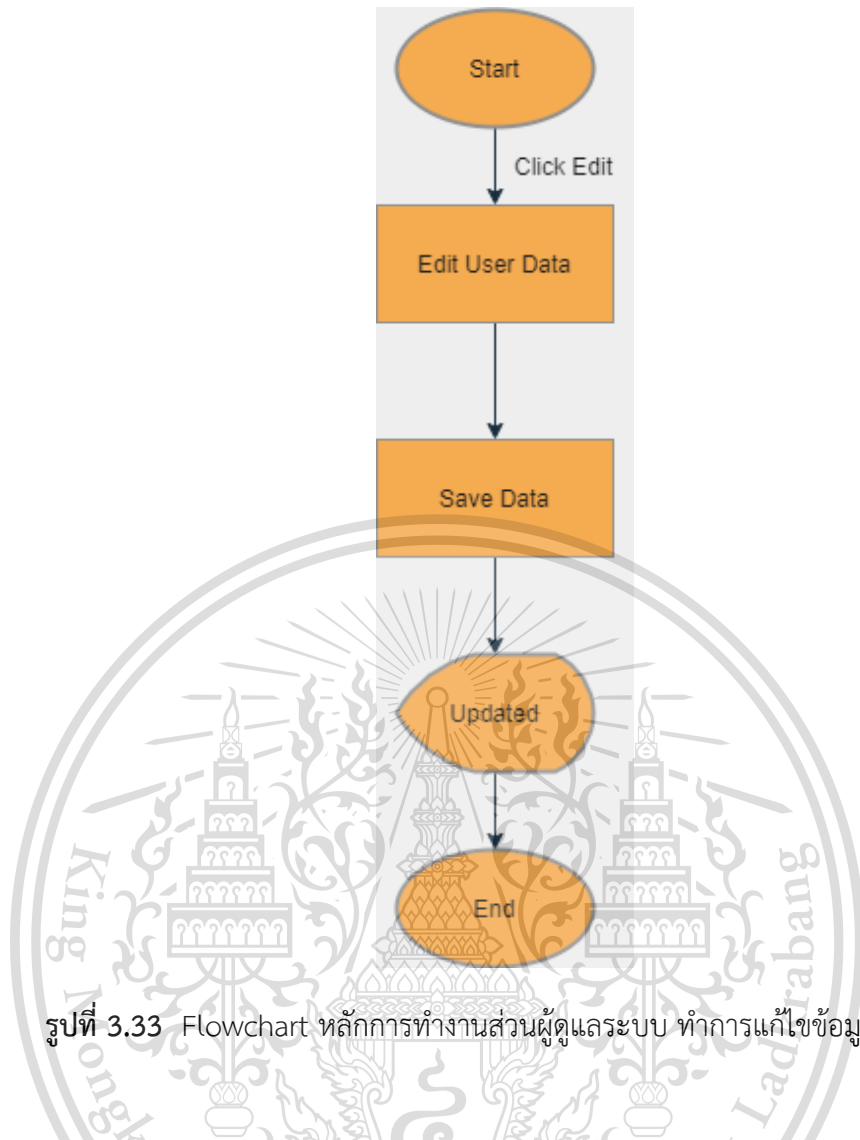 Start
Click Edit
Edit User Data
Save Data
Updated
End
รูปที่ 3.33 Flowchart หลักการทำงานส่วนผู้ดูแลระบบ ทำการแก้ไขข้อมู
King